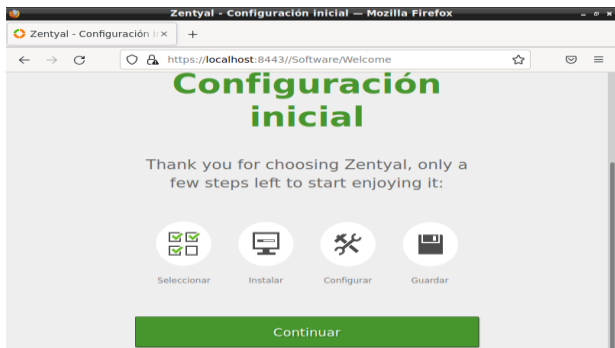 Zentyal - Configuración inicial — Mozilla Firefox
Zentyal - Configuración i
https://localhost:8443//Software/Welcome
Configuración
inicial
Thank you for choosing Zentyal, only a
few steps left to start enjoying it:
Seleccionar Instalar Configurar Guardar
Continuar